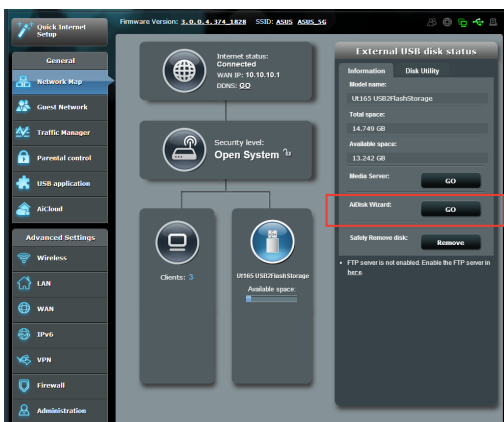 Quick Internet
Setup
Firmware Version: 3.0.0.4.374_1828 SSID: ASUS ASUS_5G
General
Network Map
Guest Network
Traffic Manager
Parental control
USB application
AiCloud
Advanced Settings
Wireless
LAN
WAN
IPv6
VPN
Firewall
Administration
Internet status:
Connected
WAN IP: 10.10.10.1
DDNS: GO
Security level:
Open System
Clients: 3
Ut165 USB2FlashStorage
Available space:
External USB disk status
Information Disk Utility
Model name:
Ut165 USB2FlashStorage
Total space:
14.749 GB
Available space:
13.242 GB
Media Server: GO
AiDisk Wizard: GO
Safely Remove disk: Remove
FTP server is not enabled. Enable the FTP server in
here.